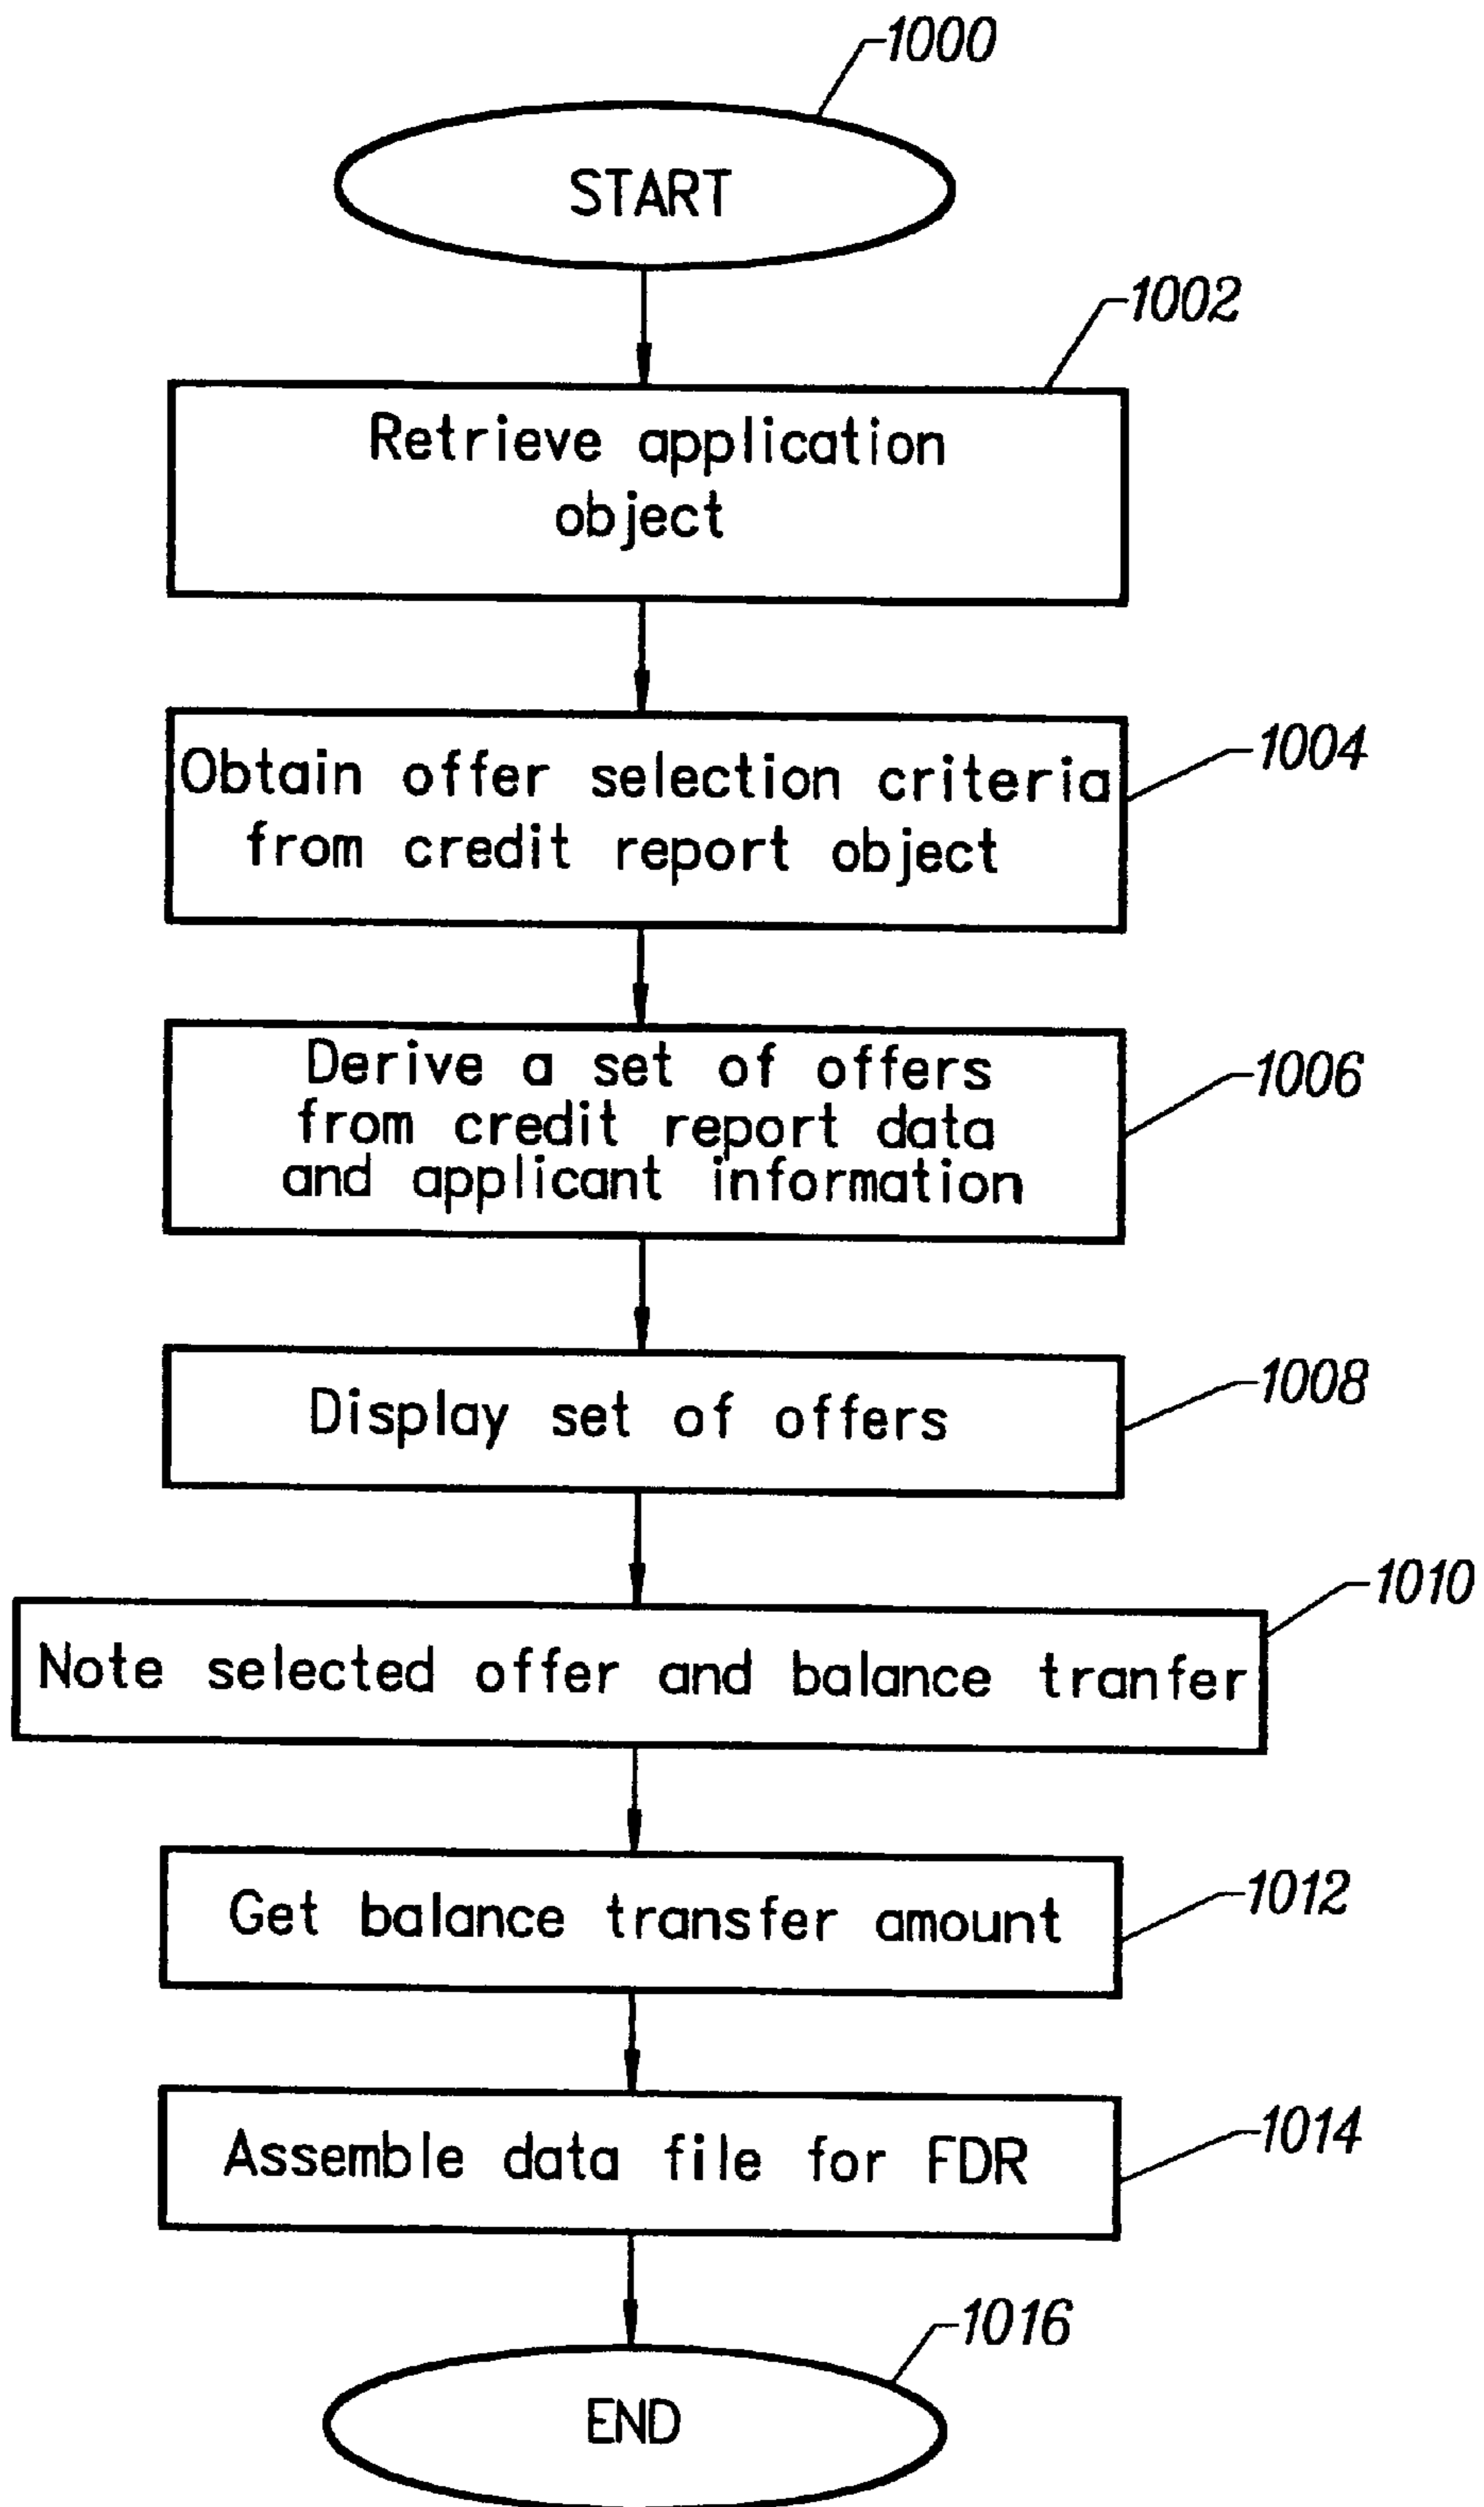 1000
START
1002
Retrieve application
object
1004
Obtain offer selection criteria
from credit report object
1006
Derive a set of offers
from credit report data
and applicant information
1008
Display set of offers
1010
Note selected offer and balance tranfer
1012
Get balance transfer amount
1014
Assemble data file for FDR
1016
END